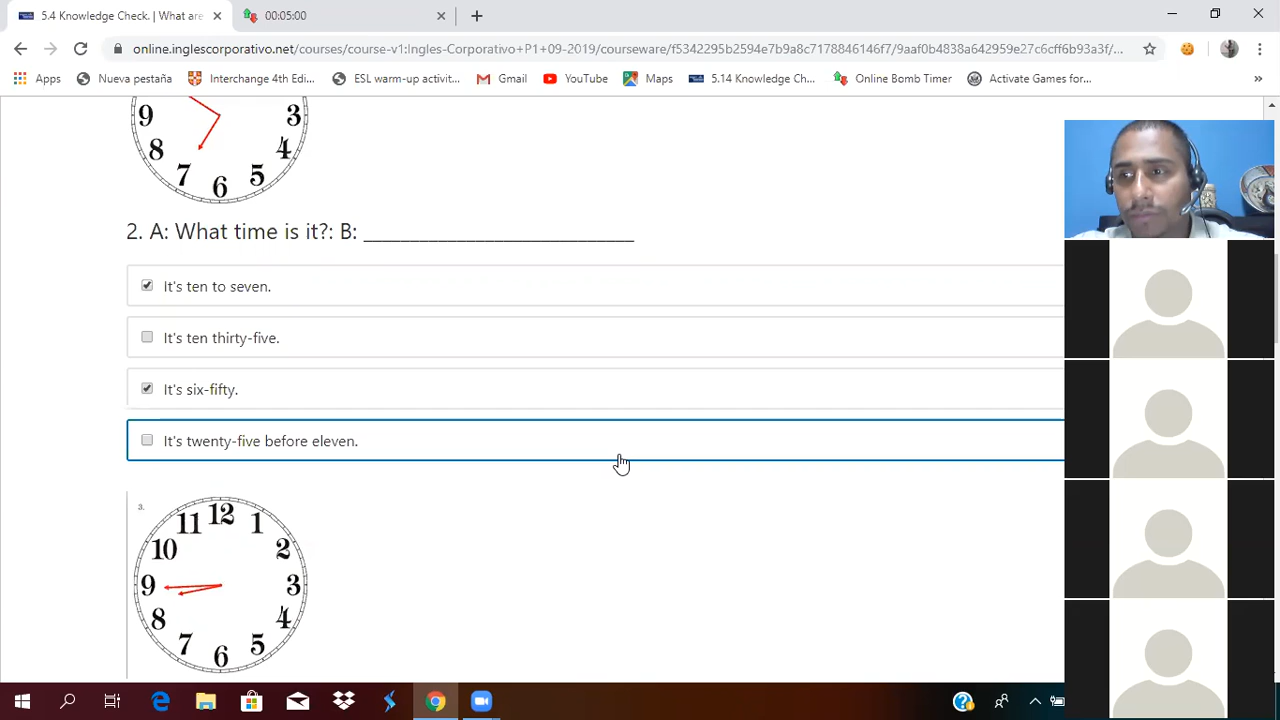 5.4 Knowledge Check. | What are
00:05:00
online.inglescorporativo.net/courses/course-v1:Ingles-Corporativo+P1+09-2019/courseware/f5342295b2594e7b9a8c7178846146f7/9aaf0b4838a642959e27c6cff6b93a3f/...
Apps
Nueva pestaña
Interchange 4th Edi...
ESL warm-up activit...
Gmail
YouTube
Maps
5.14 Knowledge Ch...
Online Bomb Timer
Activate Games for...
9 3
8 4
7 6 5
2. A: What time is it?: B: ___________________________
It's ten to seven.
It's ten thirty-five.
It's six-fifty.
It's twenty-five before eleven.
3.
11 12 1
10 2
9 3
8 4
7 6 5